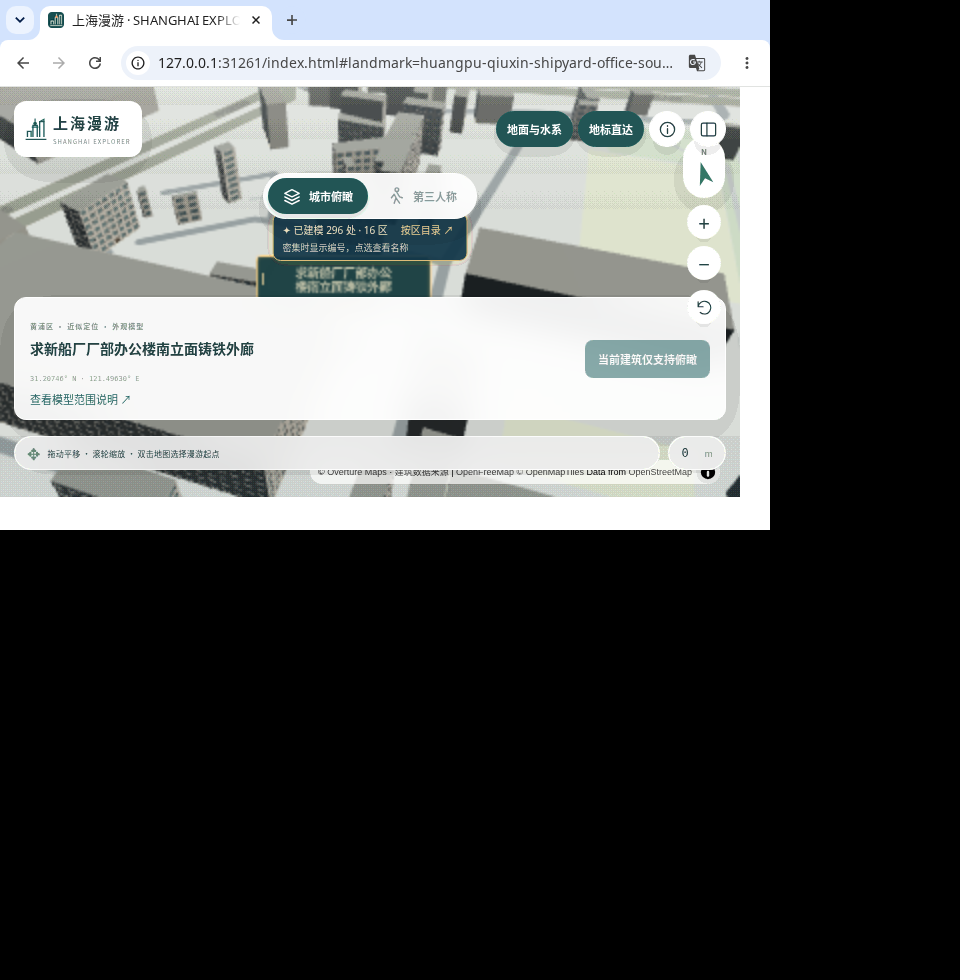 上海漫游 · SHANGHAI EXPLC
127.0.0.1:31261/index.html#landmark=huangpu-qiuxin-shipyard-office-sou...
上海漫游
SHANGHAI EXPLORER
地面与水系
地标直达
N
城市俯瞰
第三人称
✦ 已建模 296 处 · 16 区 按区目录 ↗
密集时显示编号，点选查看名称
求新船厂厂部办公
楼南立面铸铁外廊
黄浦区 · 近似定位 · 外观模型
求新船厂厂部办公楼南立面铸铁外廊
31.20746° N · 121.49630° E
查看模型范围说明 ↗
当前建筑仅支持俯瞰
拖动平移 · 滚轮缩放 · 双击地图选择漫游起点
0 m
© Overture Maps · 建筑数据来源 | OpenFreeMap © OpenMapTiles Data from OpenStreetMap